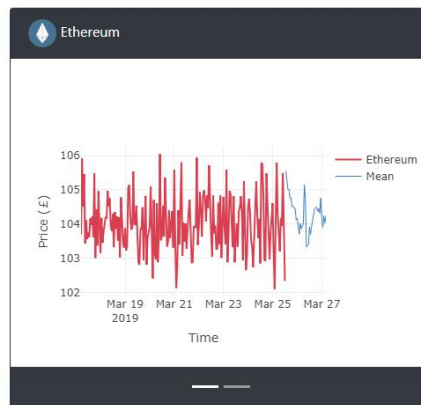 Ethereum
106
105
104
103
102
Price (£)
Mar 19
2019
Mar 21
Mar 23
Mar 25
Mar 27
Time
Ethereum
Mean